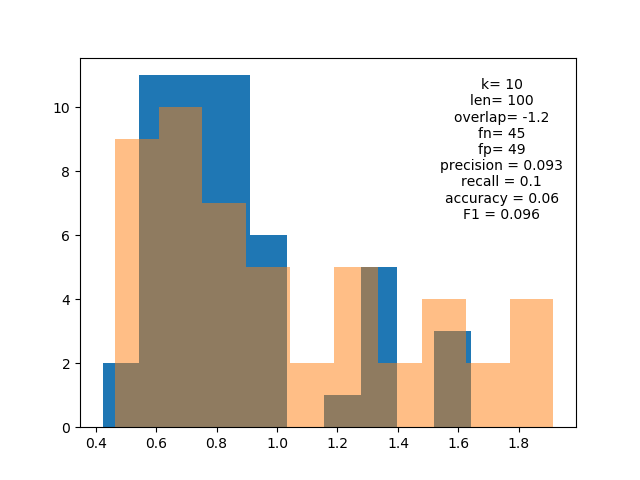 k= 10
len= 100
overlap= -1.2
fn= 45
fp= 49
precision = 0.093
recall = 0.1
accuracy = 0.06
F1 = 0.096
10
8
6
4
2
0
0.4 0.6 0.8 1.0 1.2 1.4 1.6 1.8